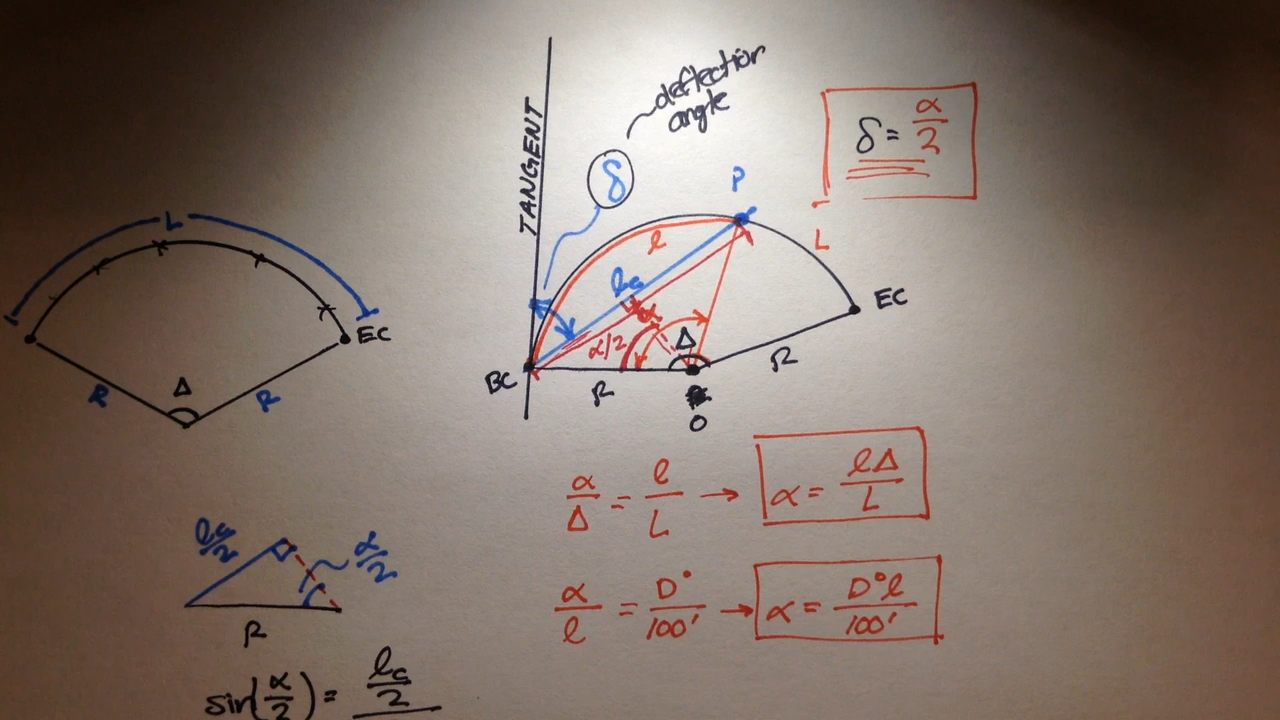 deflection
angle
TANGENT
δ
δ = α/2
P
L
l
L
lc
α
α/2
Δ
EC
R
R
BC
O
EC
Δ
R
R
α/Δ = l/L → α = lΔ/L
α/l = D°/100' → α = D°l/100'
lc/2
α/2
R
sin(α/2) = lc/2